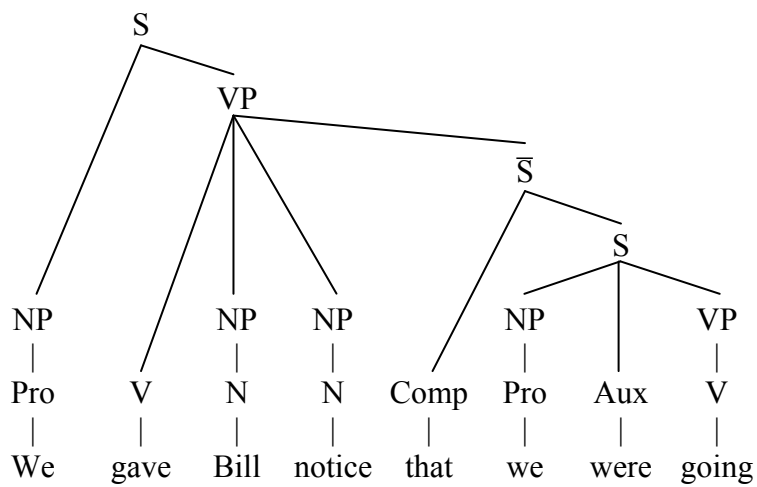 S
VP
S̅
S
NP NP NP NP VP
Pro V N N Comp Pro Aux V
We gave Bill notice that we were going